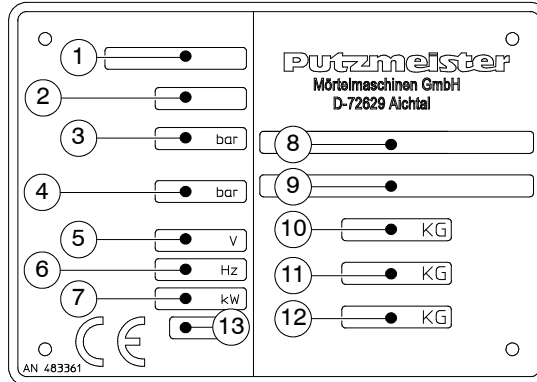 1
2
3 bar
4 bar
5 V
6 Hz
7 kW
13
CE
AN 483361
Putzmeister
Mörtelmaschinen GmbH
D-72629 Aichtal
8
9
10 KG
11 KG
12 KG